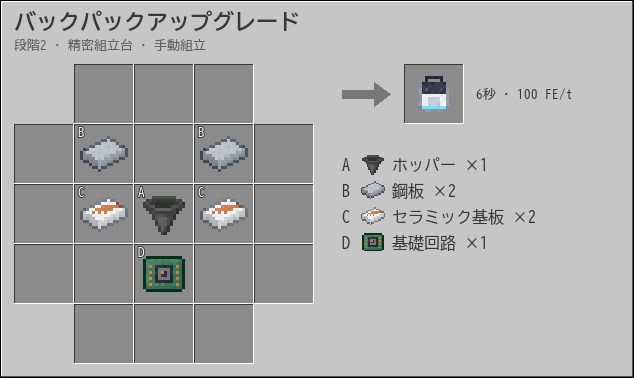 バックパックアップグレード
段階2 ・ 精密組立台 ・ 手動組立
6秒 ・ 100 FE/t
B
B
C
A
C
D
A ホッパー ×1
B 鋼板 ×2
C セラミック基板 ×2
D 基礎回路 ×1